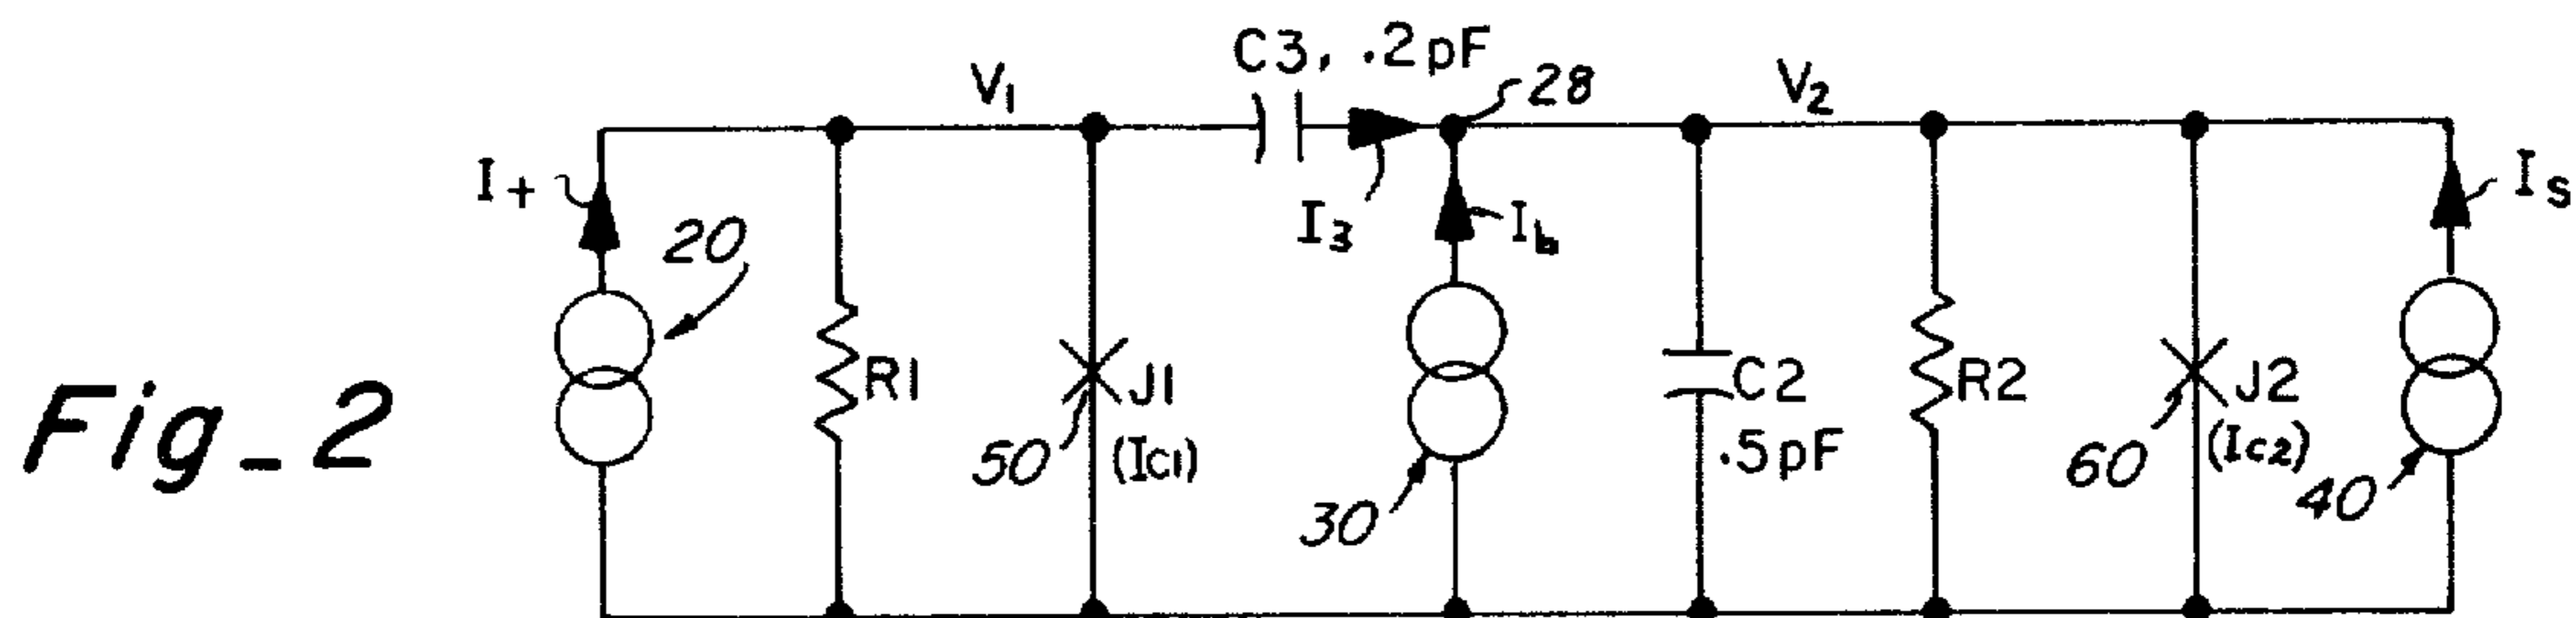 C3, .2pF
28
V1
V2
I+
20
I3
Ib
IS
R1
J1
50
(IC1)
30
C2
.5pF
R2
60
J2
(IC2)
40
Fig_2